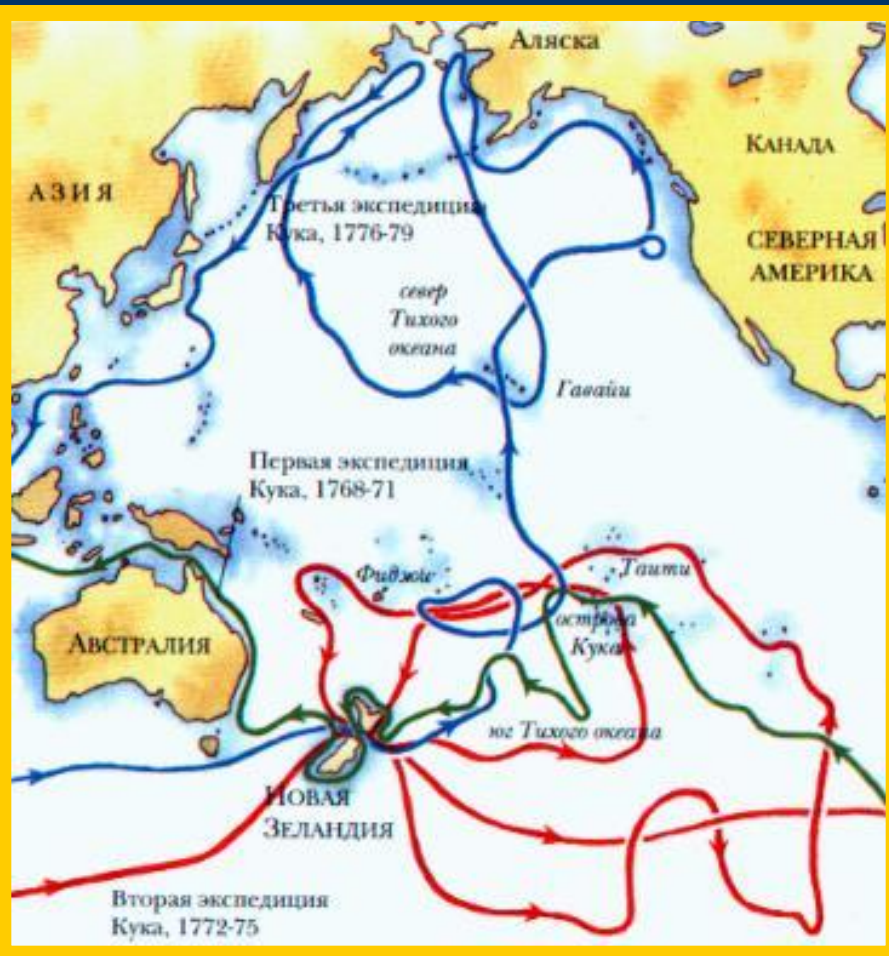 Аляска
КАНАДА
АЗИЯ
Третья экспедиция
Кука, 1776-79
СЕВЕРНАЯ
АМЕРИКА
север
Тихого
океана
Гавайи
Первая экспедиция
Кука, 1768-71
Фиджи
Таити
острова
Кука
АВСТРАЛИЯ
юг Тихого океана
НОВАЯ
ЗЕЛАНДИЯ
Вторая экспедиция
Кука, 1772-75